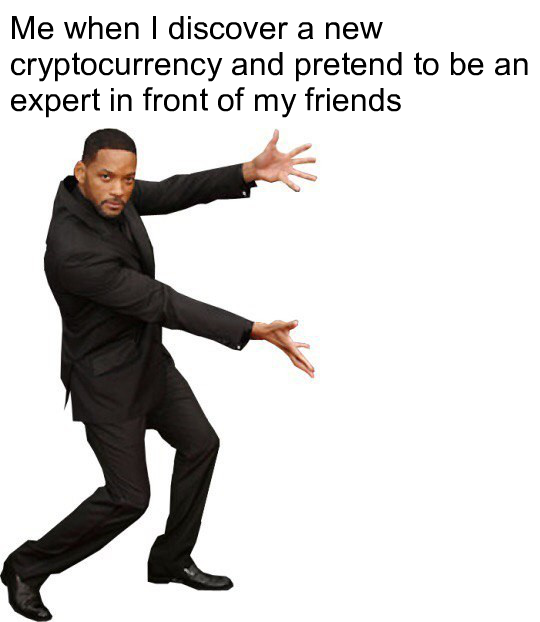 Me when I discover a new
cryptocurrency and pretend to be an
expert in front of my friends